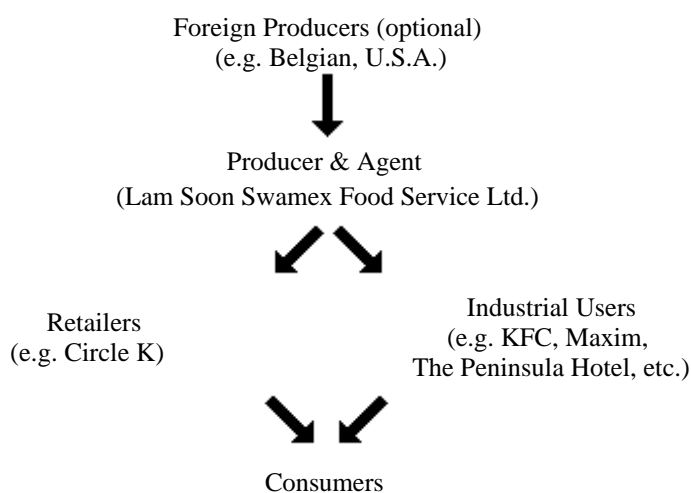 Foreign Producers (optional)
(e.g. Belgian, U.S.A.)
Producer & Agent
(Lam Soon Swamex Food Service Ltd.)
Retailers
(e.g. Circle K)
Industrial Users
(e.g. KFC, Maxim,
The Peninsula Hotel, etc.)
Consumers